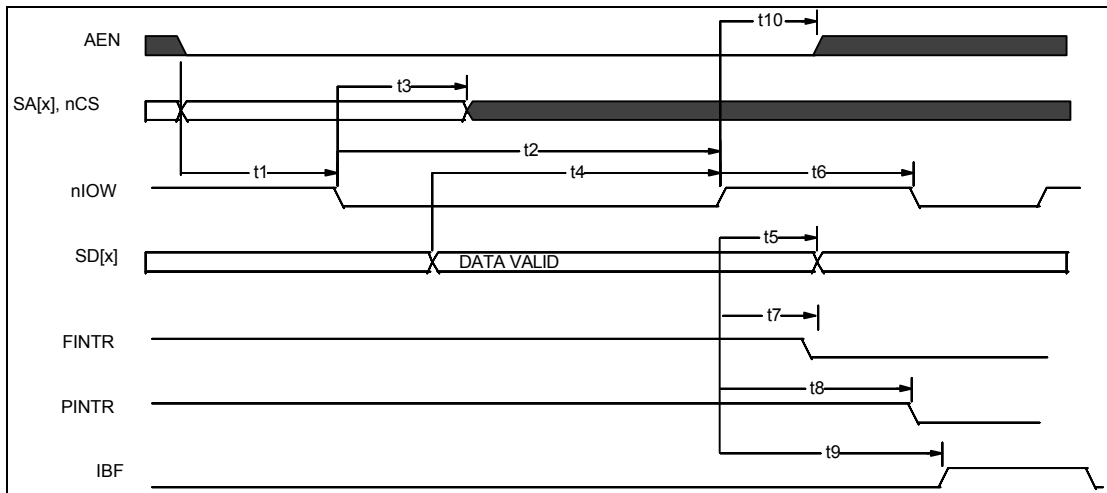 t10
AEN
t3
SA[x], nCS
t2
t1
t4
t6
nIOW
t5
SD[x]
DATA VALID
t7
FINTR
t8
PINTR
t9
IBF